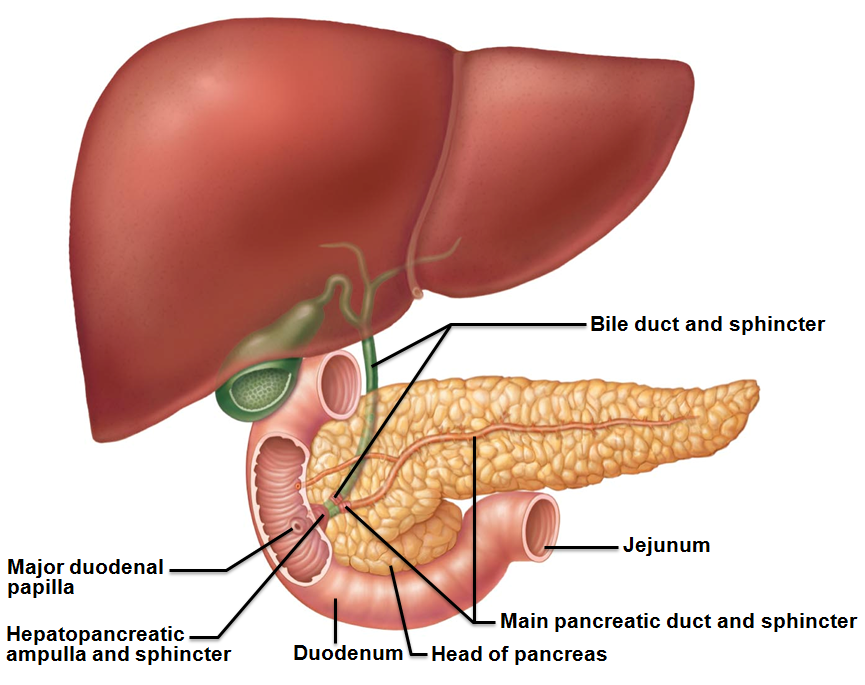 Bile duct and sphincter
Jejunum
Major duodenal
papilla
Main pancreatic duct and sphincter
Hepatopancreatic
ampulla and sphincter
Duodenum
Head of pancreas